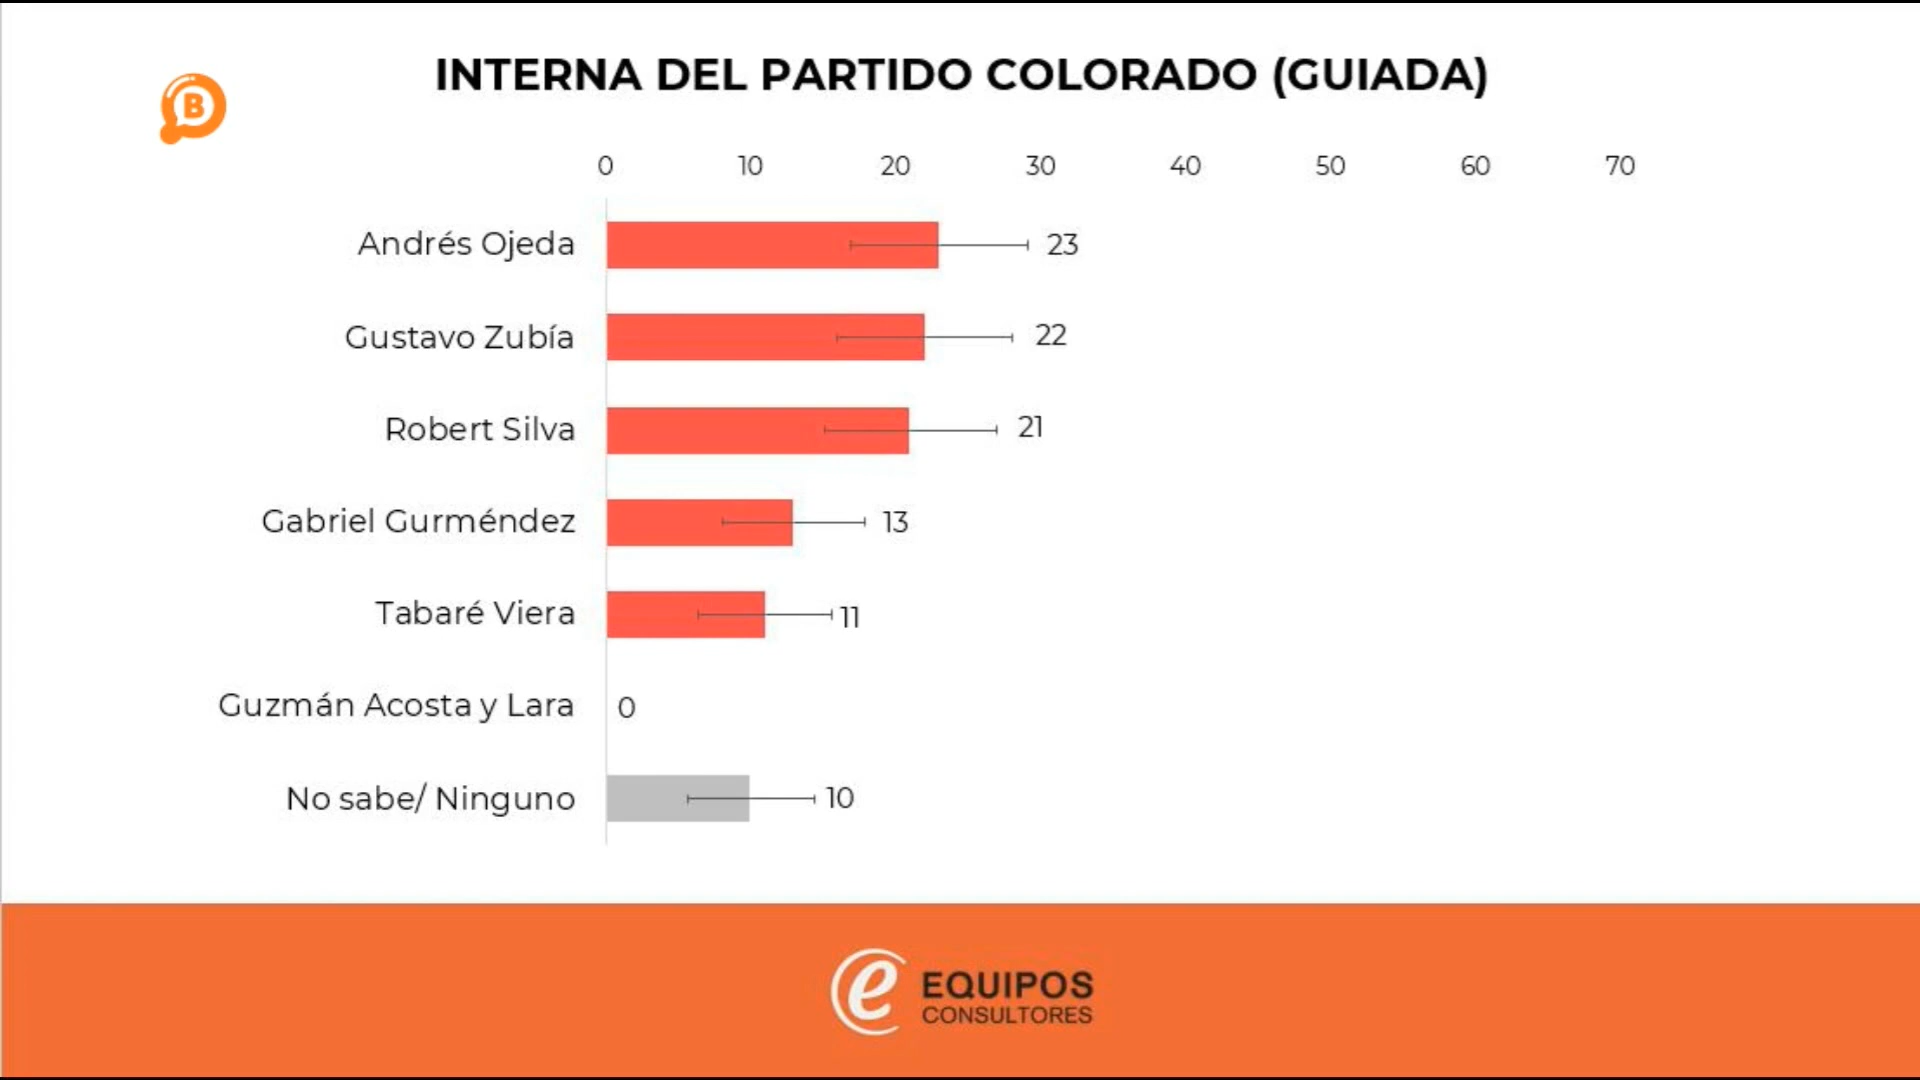 INTERNA DEL PARTIDO COLORADO (GUIADA)
B
0 10 20 30 40 50 60 70
Andrés Ojeda 23
Gustavo Zubía 22
Robert Silva 21
Gabriel Gurméndez 13
Tabaré Viera 11
Guzmán Acosta y Lara 0
No sabe/ Ninguno 10
e EQUIPOS
CONSULTORES